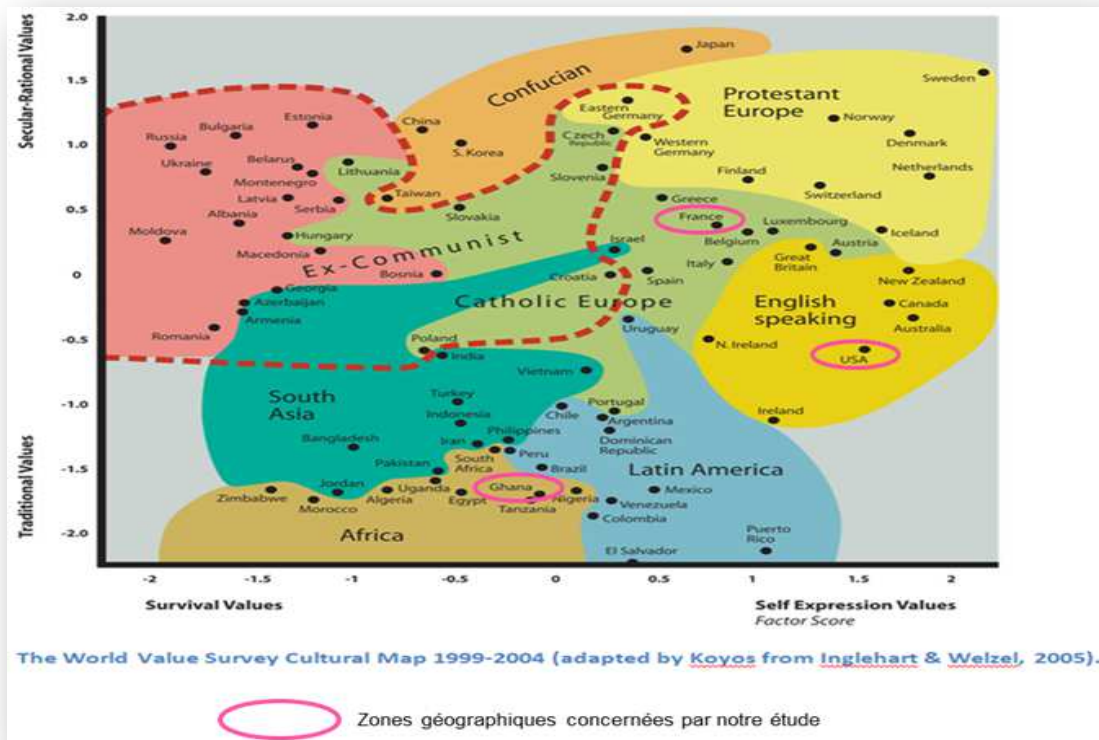 2.0
Japan
Confucian
Sweden
1.5
Protestant
Europe
Secular-Rational Values
Eastern
Germany
Estonia
China
Norway
Bulgaria
Russia
Czech
Republic
Western
Germany
Denmark
1.0
S. Korea
Ukraine
Belarus
Lithuania
Slovenia
Finland
Netherlands
Montenegro
Switzerland
Latvia
Serbia
Taiwan
Greece
0.5
Albania
Slovakia
France
Luxembourg
Moldova
Hungary
Belgium
Iceland
Israel
Austria
Macedonia
Ex-Communist
Great
Britain
0
Bosnia
Croatia
Spain
Italy
New Zealand
Georgia
Azerbaijan
Catholic Europe
English
speaking
Canada
Armenia
Uruguay
Australia
Romania
Poland
N. Ireland
-0.5
India
USA
Vietnam
South
Asia
Turkey
-1.0
Indonesia
Chile
Portugal
Argentina
Ireland
Philippines
Dominican
Republic
Bangladesh
Iran
South
Africa
Peru
Traditional Values
-1.5
Pakistan
Brazil
Latin America
Jordan
Uganda
Ghana
Mexico
Zimbabwe
Morocco
Algeria
Egypt
Tanzania
Nigeria
Venezuela
Colombia
-2.0
Africa
Puerto
Rico
El Salvador
-2 -1.5 -1 -0.5 0 0.5 1 1.5 2
Survival Values Self Expression Values
Factor Score
The World Value Survey Cultural Map 1999-2004 (adapted by Koyos from Inglehart & Welzel, 2005).
Zones géographiques concernées par notre étude